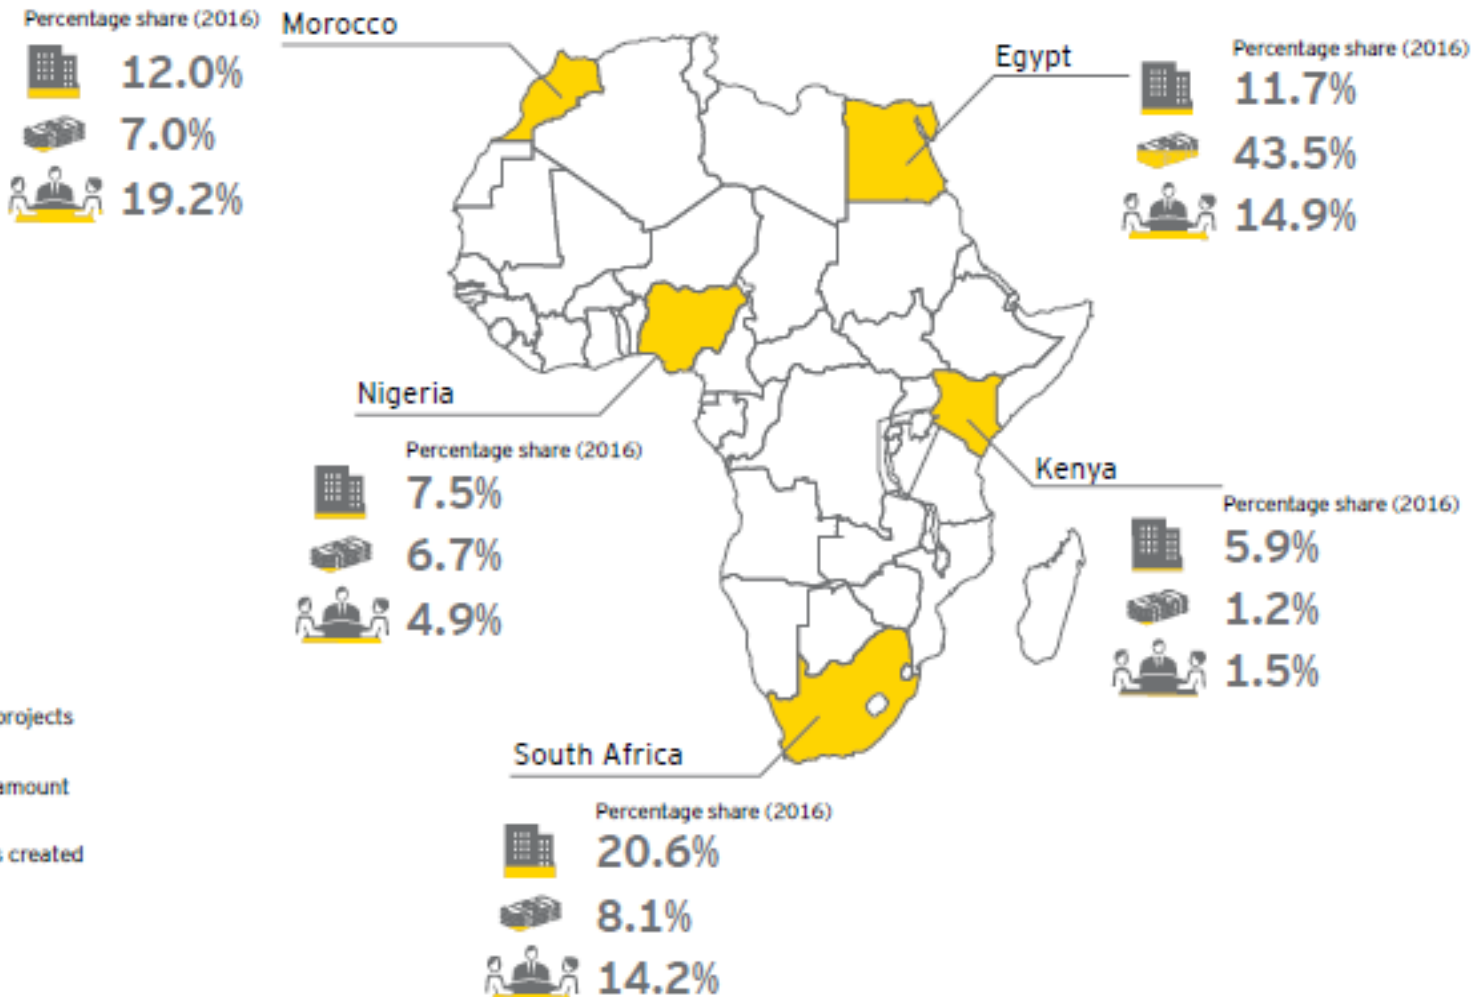 Percentage share (2016)
Morocco
12.0%
7.0%
19.2%
Egypt
Percentage share (2016)
11.7%
43.5%
14.9%
Nigeria
Percentage share (2016)
7.5%
6.7%
4.9%
Kenya
Percentage share (2016)
5.9%
1.2%
1.5%
projects
amount
s created
South Africa
Percentage share (2016)
20.6%
8.1%
14.2%